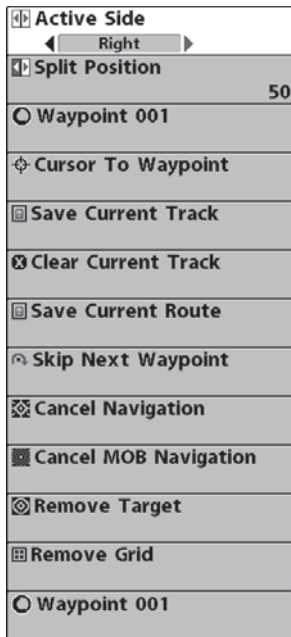 Active Side
Right
Split Position
50
Waypoint 001
Cursor To Waypoint
Save Current Track
Clear Current Track
Save Current Route
Skip Next Waypoint
Cancel Navigation
Cancel MOB Navigation
Remove Target
Remove Grid
Waypoint 001